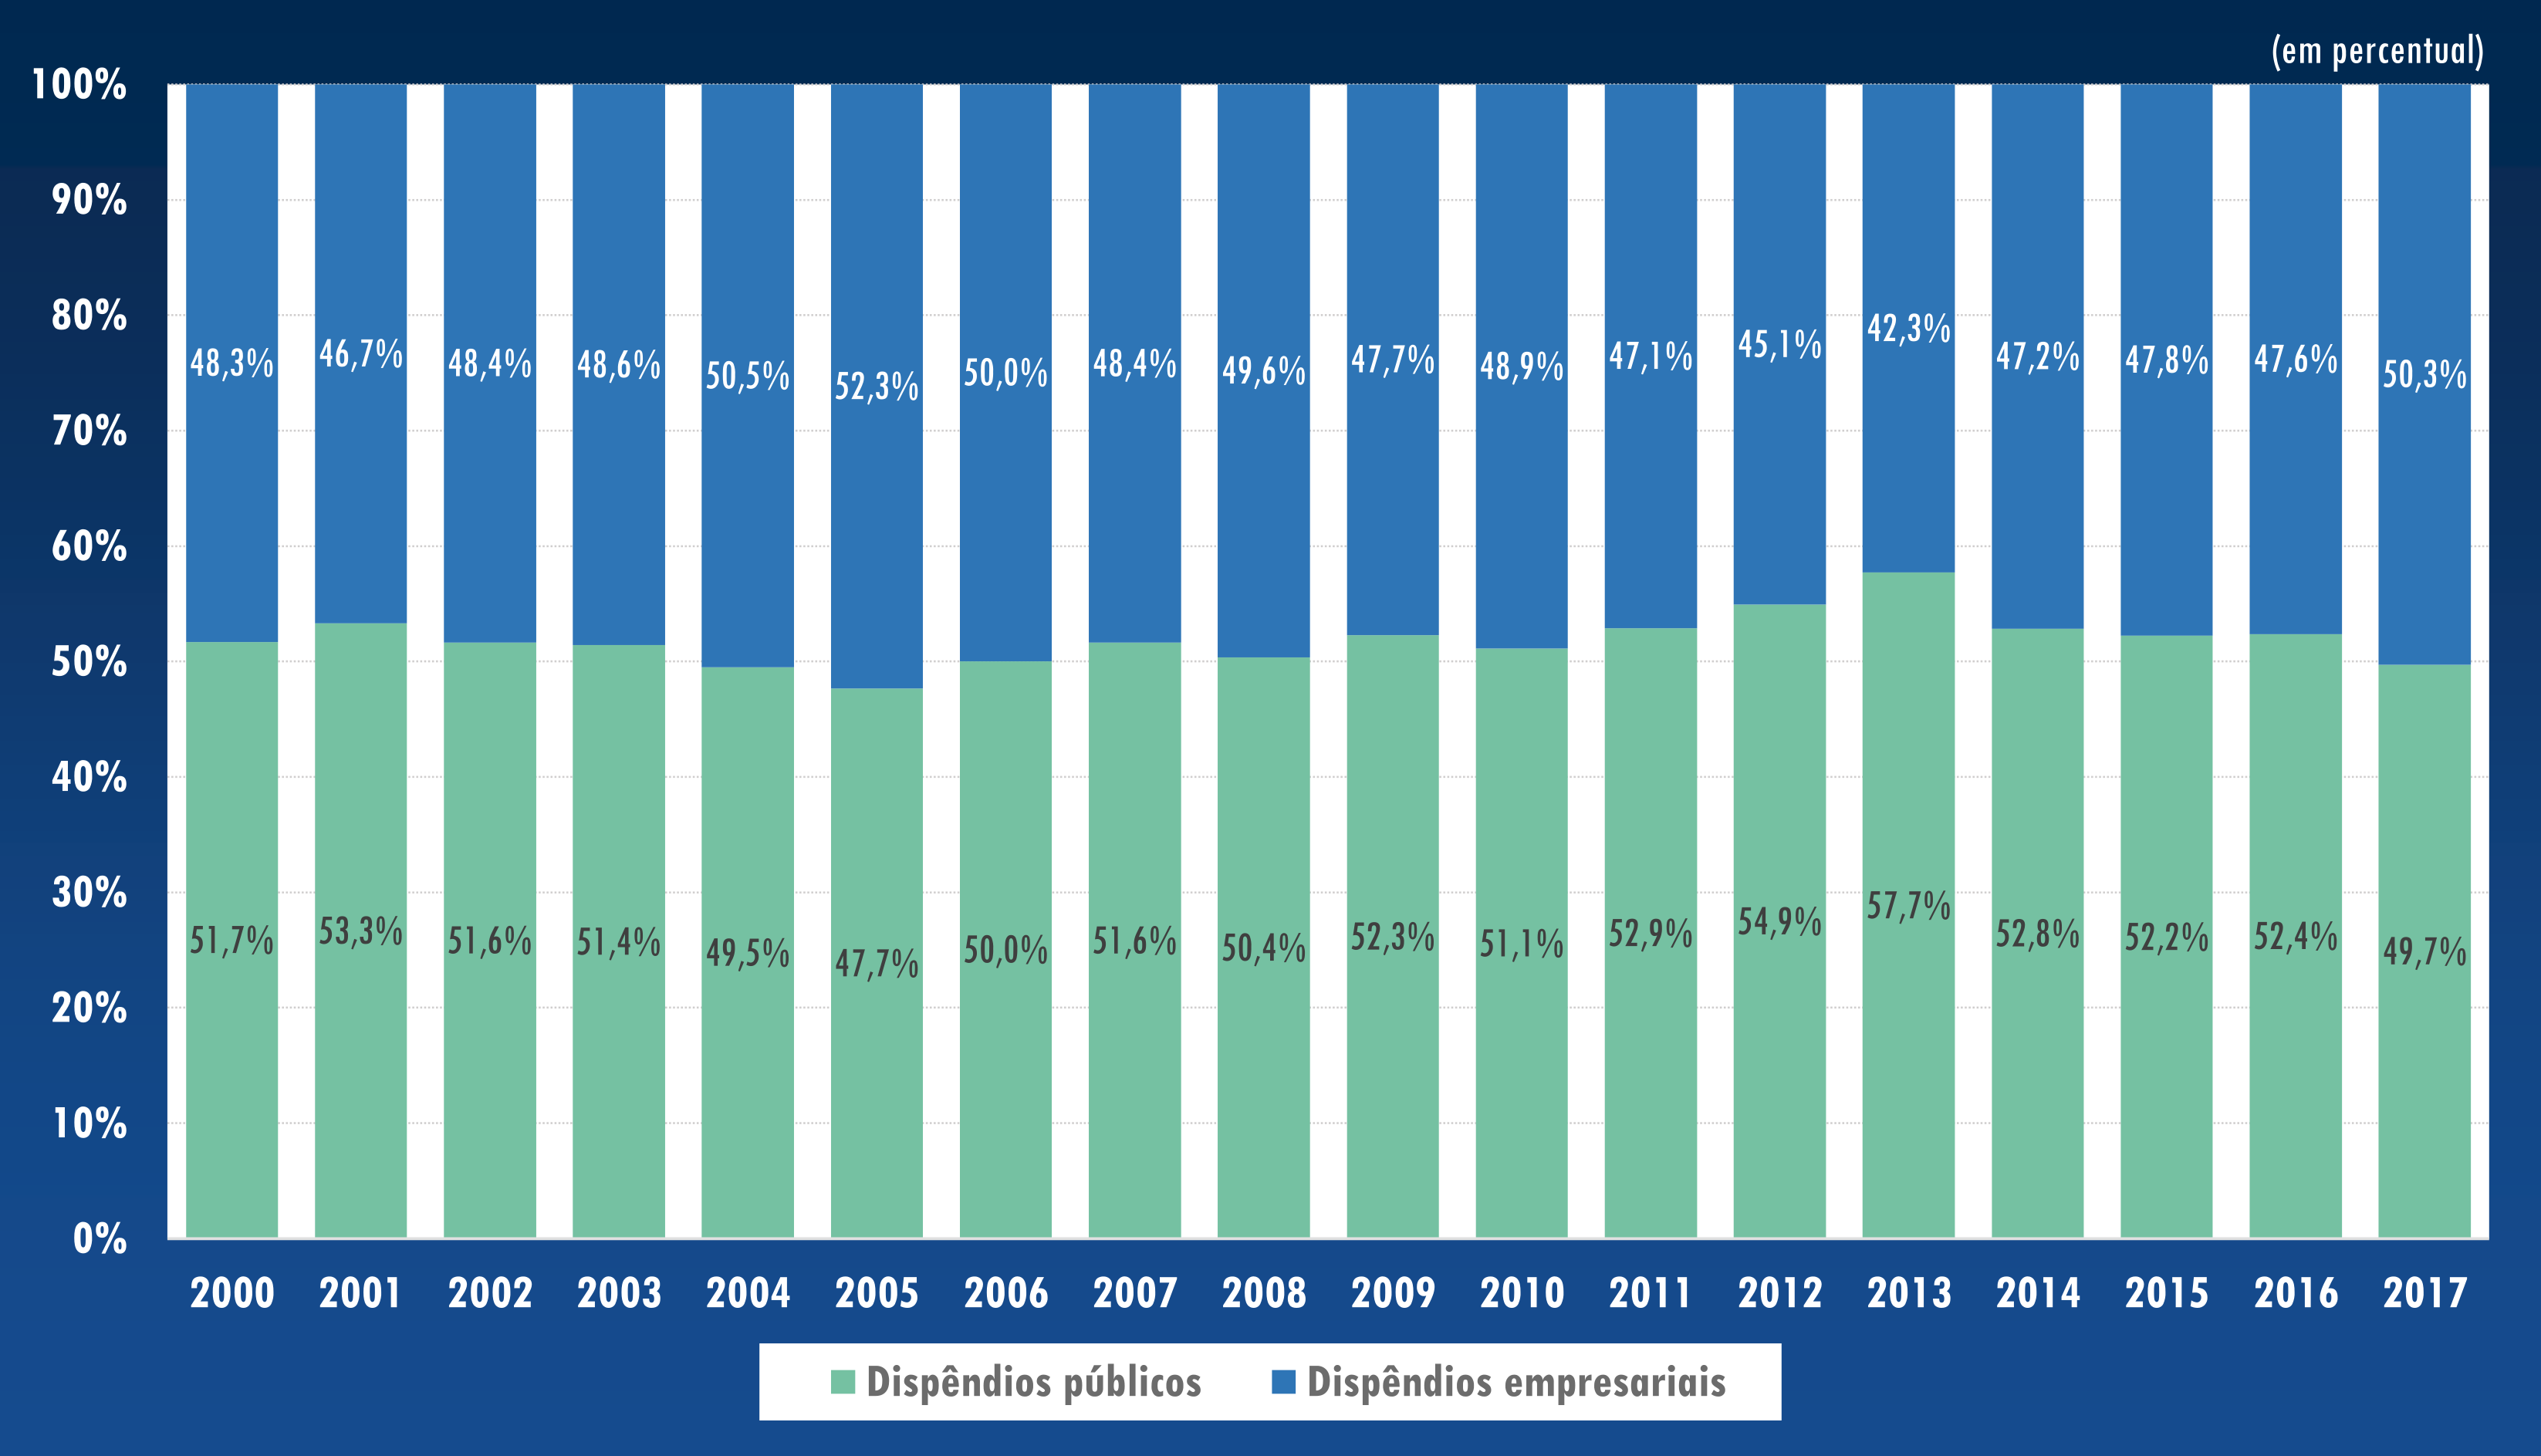 (em percentual)
100%
90%
80%
70%
60%
50%
40%
30%
20%
10%
0%
48,3% 46,7% 48,4% 48,6% 50,5% 52,3% 50,0% 48,4% 49,6% 47,7% 48,9% 47,1% 45,1% 42,3% 47,2% 47,8% 47,6% 50,3%
51,7% 53,3% 51,6% 51,4% 49,5% 47,7% 50,0% 51,6% 50,4% 52,3% 51,1% 52,9% 54,9% 57,7% 52,8% 52,2% 52,4% 49,7%
2000 2001 2002 2003 2004 2005 2006 2007 2008 2009 2010 2011 2012 2013 2014 2015 2016 2017
Dispêndios públicos Dispêndios empresariais